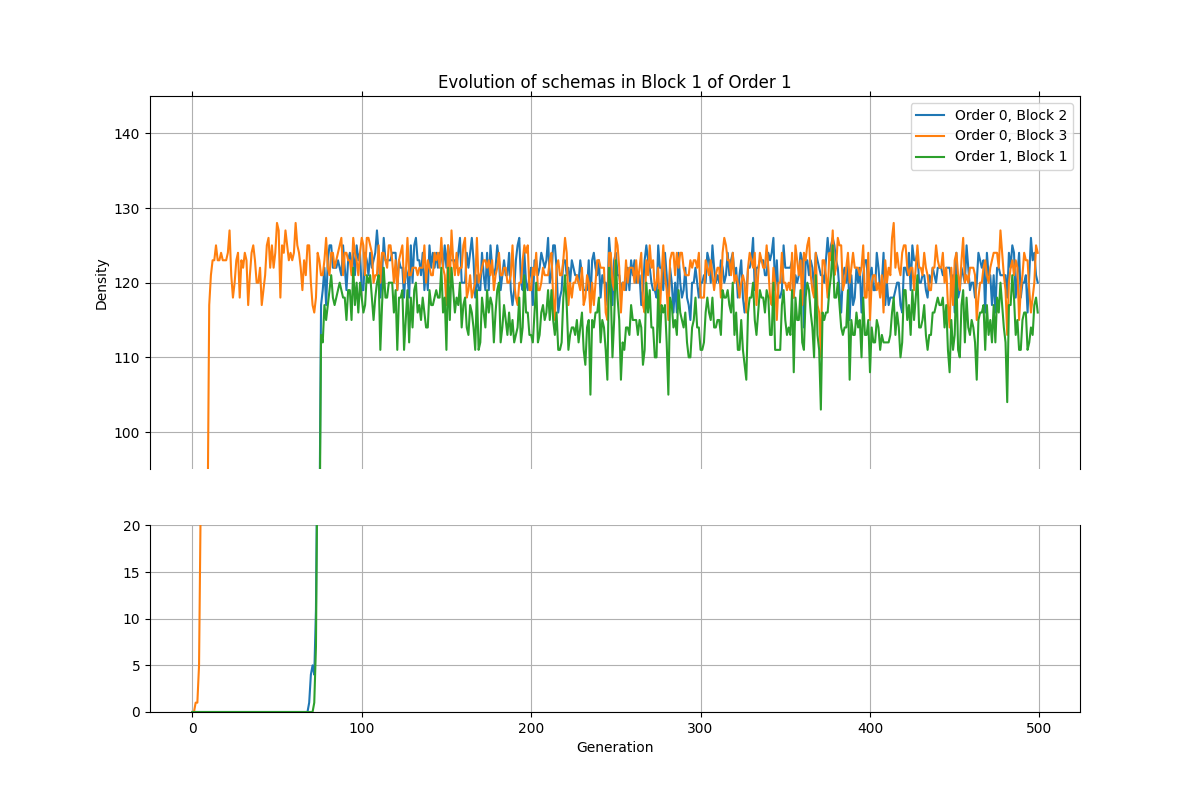 Evolution of schemas in Block 1 of Order 1
Order 0, Block 2
Order 0, Block 3
Order 1, Block 1
140
130
120
110
100
Density
20
15
10
5
0
0 100 200 300 400 500
Generation